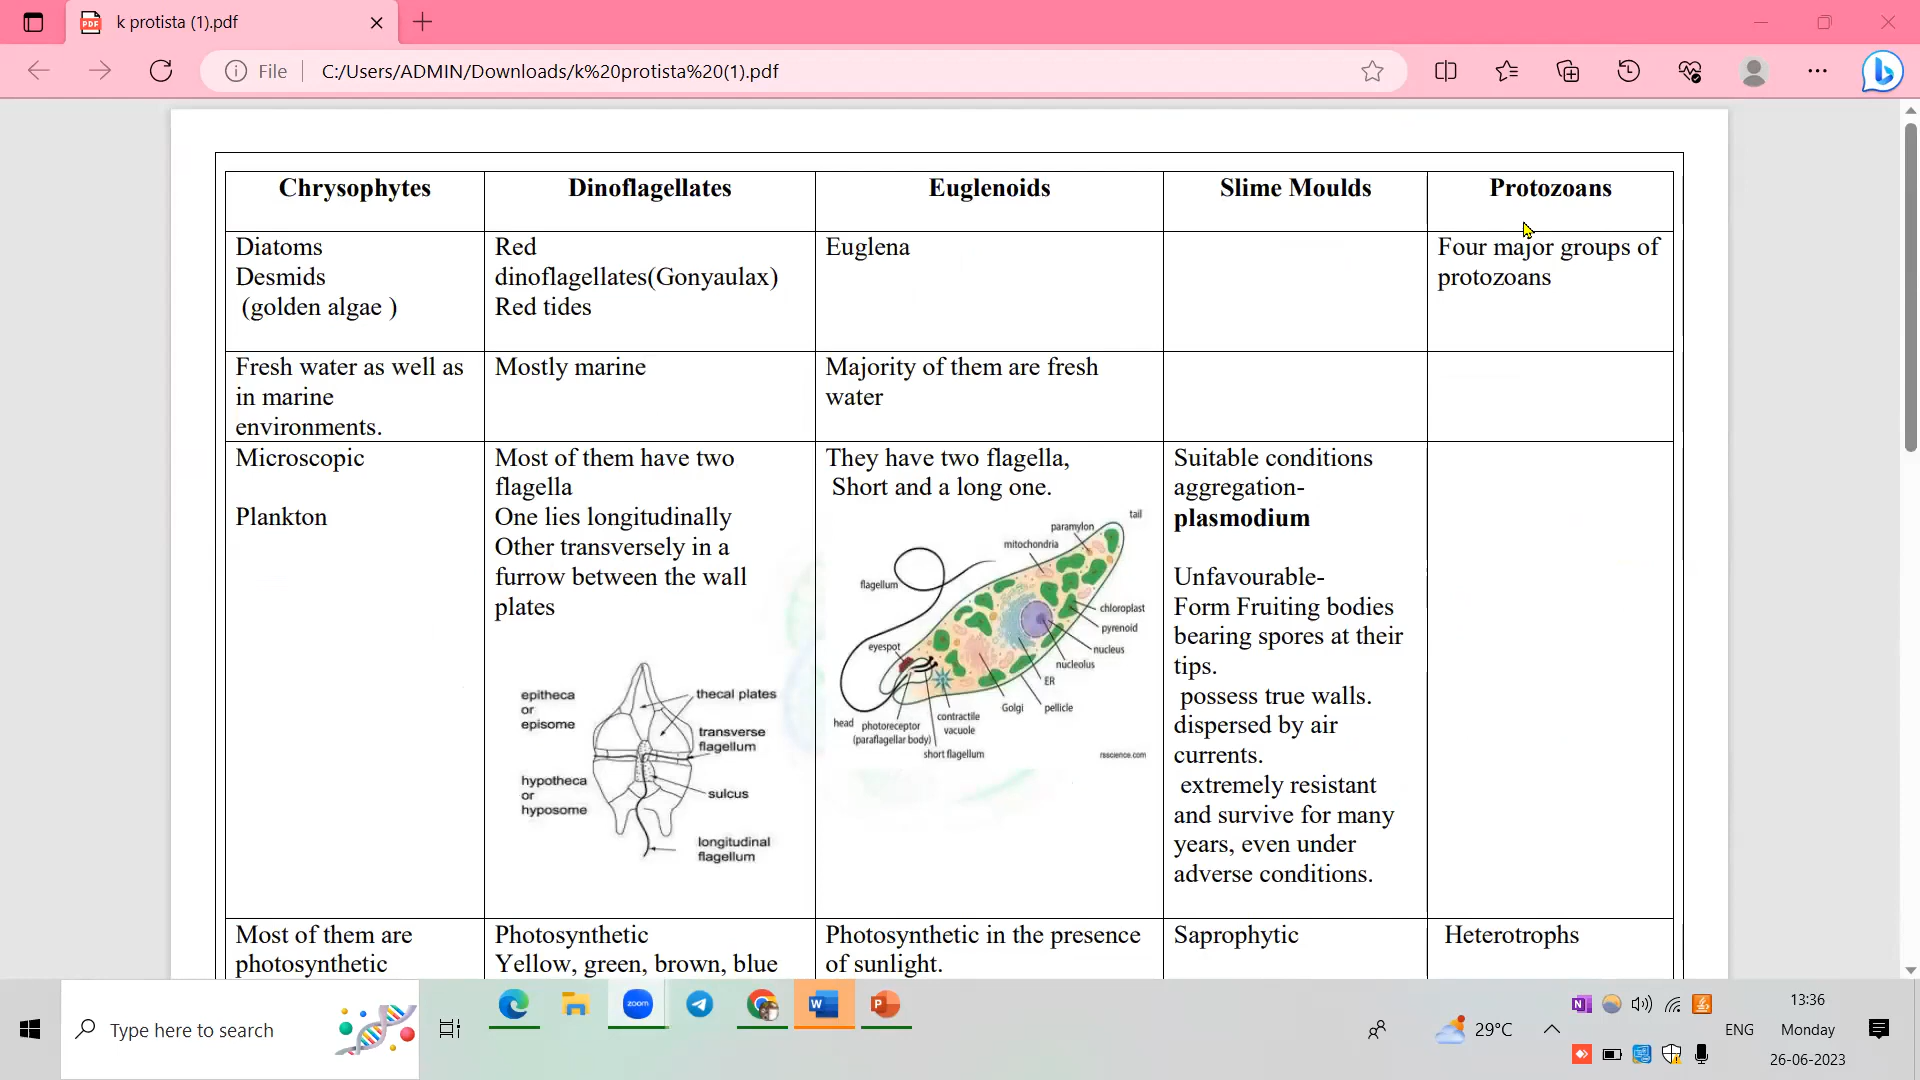 k protista (1).pdf
File
C:/Users/ADMIN/Downloads/k%20protista%20(1).pdf
Chrysophytes
Dinoflagellates
Euglenoids
Slime Moulds
Protozoans
Diatoms
Desmids
(golden algae )
Red
dinoflagellates(Gonyaulax)
Red tides
Euglena
Four major groups of
protozoans
Fresh water as well as
in marine
environments.
Mostly marine
Majority of them are fresh
water
Microscopic
Plankton
Most of them have two
flagella
One lies longitudinally
Other transversely in a
furrow between the wall
plates
epitheca
or
episome
thecal plates
transverse
flagellum
hypotheca
or
hyposome
sulcus
longitudinal
flagellum
They have two flagella,
Short and a long one.
tail
paramylon
mitochondria
flagellum
chloroplast
pyrenoid
eyespot
nucleus
nucleolus
ER
Golgi
pellicle
head
photoreceptor
(paraflagellar body)
contractile
vacuole
short flagellum
rsscience.com
Suitable conditions
aggregation-
plasmodium
Unfavourable-
Form Fruiting bodies
bearing spores at their
tips.
possess true walls.
dispersed by air
currents.
extremely resistant
and survive for many
years, even under
adverse conditions.
Most of them are
photosynthetic
Photosynthetic
Yellow, green, brown, blue
Photosynthetic in the presence
of sunlight.
Saprophytic
Heterotrophs
Type here to search
zoom
29°C
ENG
13:36
Monday
26-06-2023